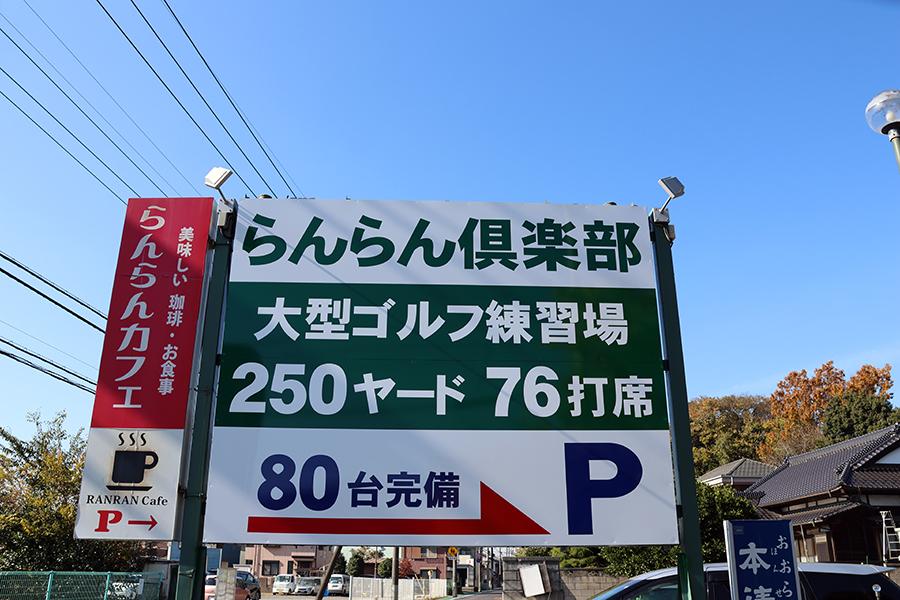 らんらん倶楽部
大型ゴルフ練習場
250ヤード 76打席
80台完備
P
美味しい 珈琲・お食事
らんらんカフェ
RANRAN Cafe
P→